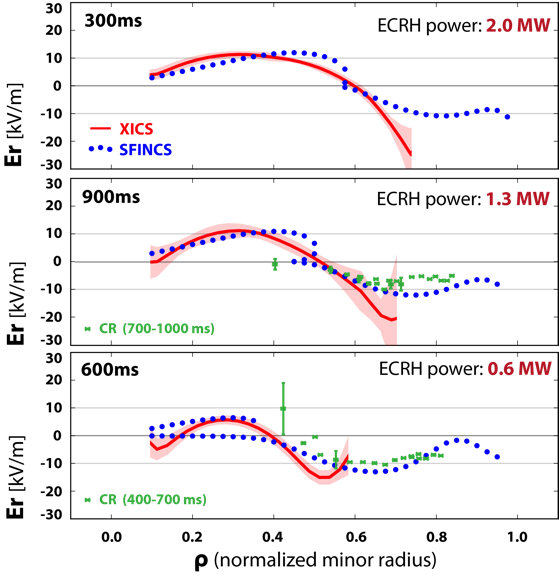 300ms
ECRH power: 2.0 MW
30
20
10
0
-10
-20
-30
Er [kV/m]
XICS
SFINCS
900ms
ECRH power: 1.3 MW
30
20
10
0
-10
-20
-30
Er [kV/m]
CR (700-1000 ms)
600ms
ECRH power: 0.6 MW
30
20
10
0
-10
-20
-30
Er [kV/m]
CR (400-700 ms)
0.0 0.2 0.4 0.6 0.8 1.0
ρ (normalized minor radius)